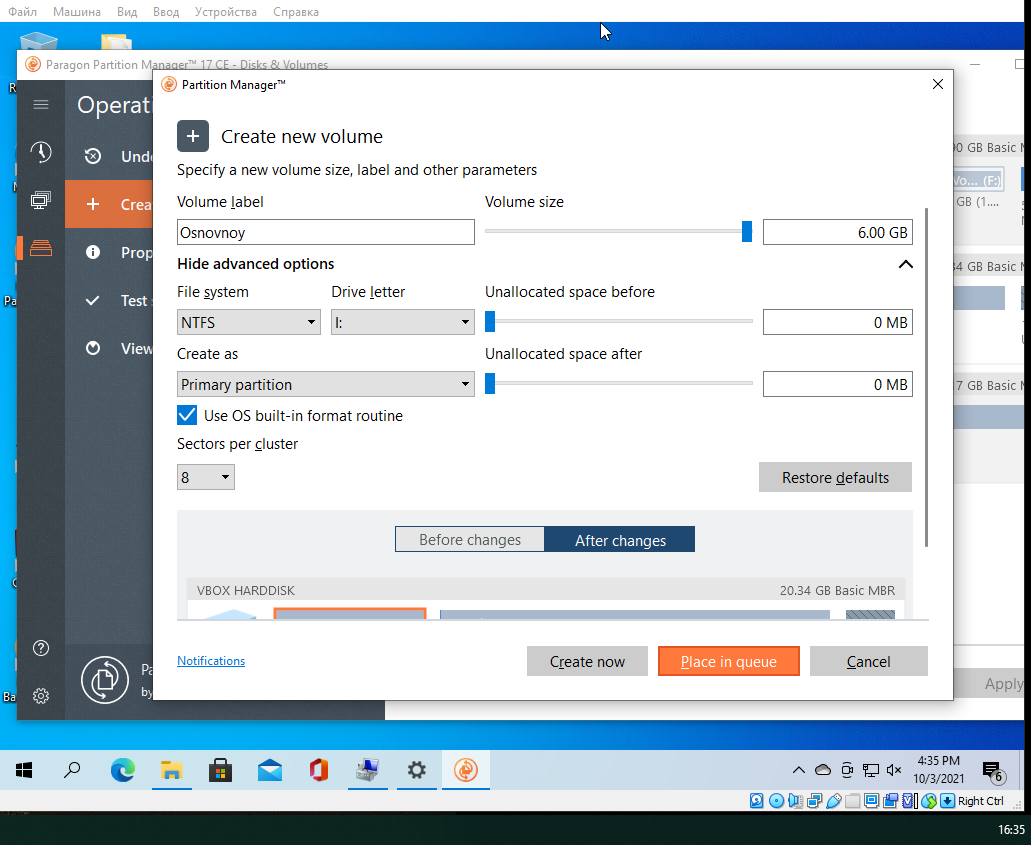 Файл Машина Вид Ввод Устройства Справка
Paragon Partition Manager™ 17 CE - Disks & Volumes
Partition Manager™
Operati
Create new volume
Specify a new volume size, label and other parameters
Undo
Volume label Volume size
Crea
Osnovnoy 6.00 GB
Hide advanced options
Prop
File system Drive letter Unallocated space before
Test s
NTFS I: 0 MB
View
Create as Unallocated space after
Primary partition 0 MB
Use OS built-in format routine
Sectors per cluster
8 Restore defaults
Before changes After changes
VBOX HARDDISK 20.34 GB Basic MBR
90 GB Basic M
Vo... (F:)
GB (1....
34 GB Basic M
17 GB Basic M
Notifications Create now Place in queue Cancel
Pa
by
Apply
Ba
4:35 PM
10/3/2021
6
Right Ctrl
16:35